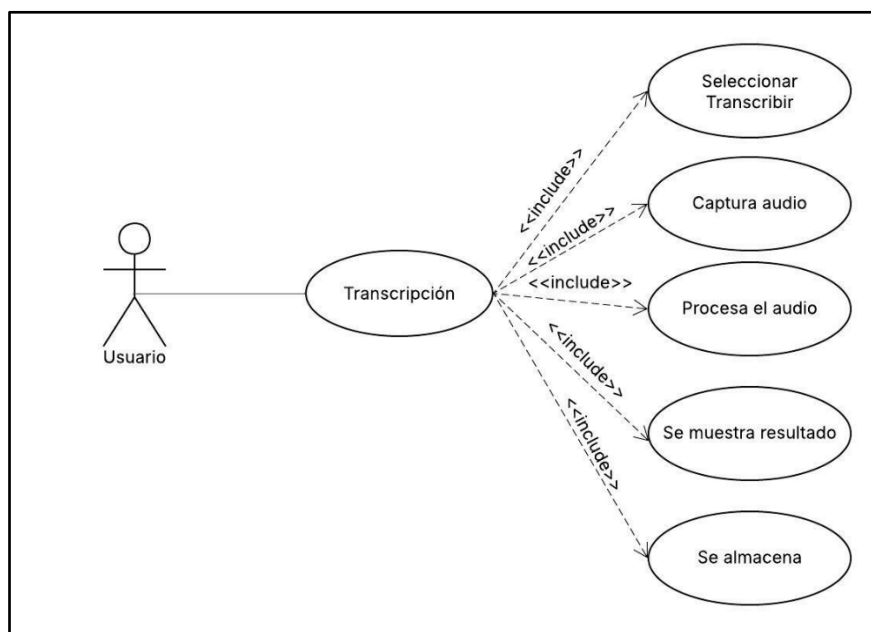 Seleccionar
Transcribir
<<include>>
Captura audio
<<include>>
<<include>>
Transcripción
Procesa el audio
Usuario
<<include>>
Se muestra resultado
<<include>>
Se almacena